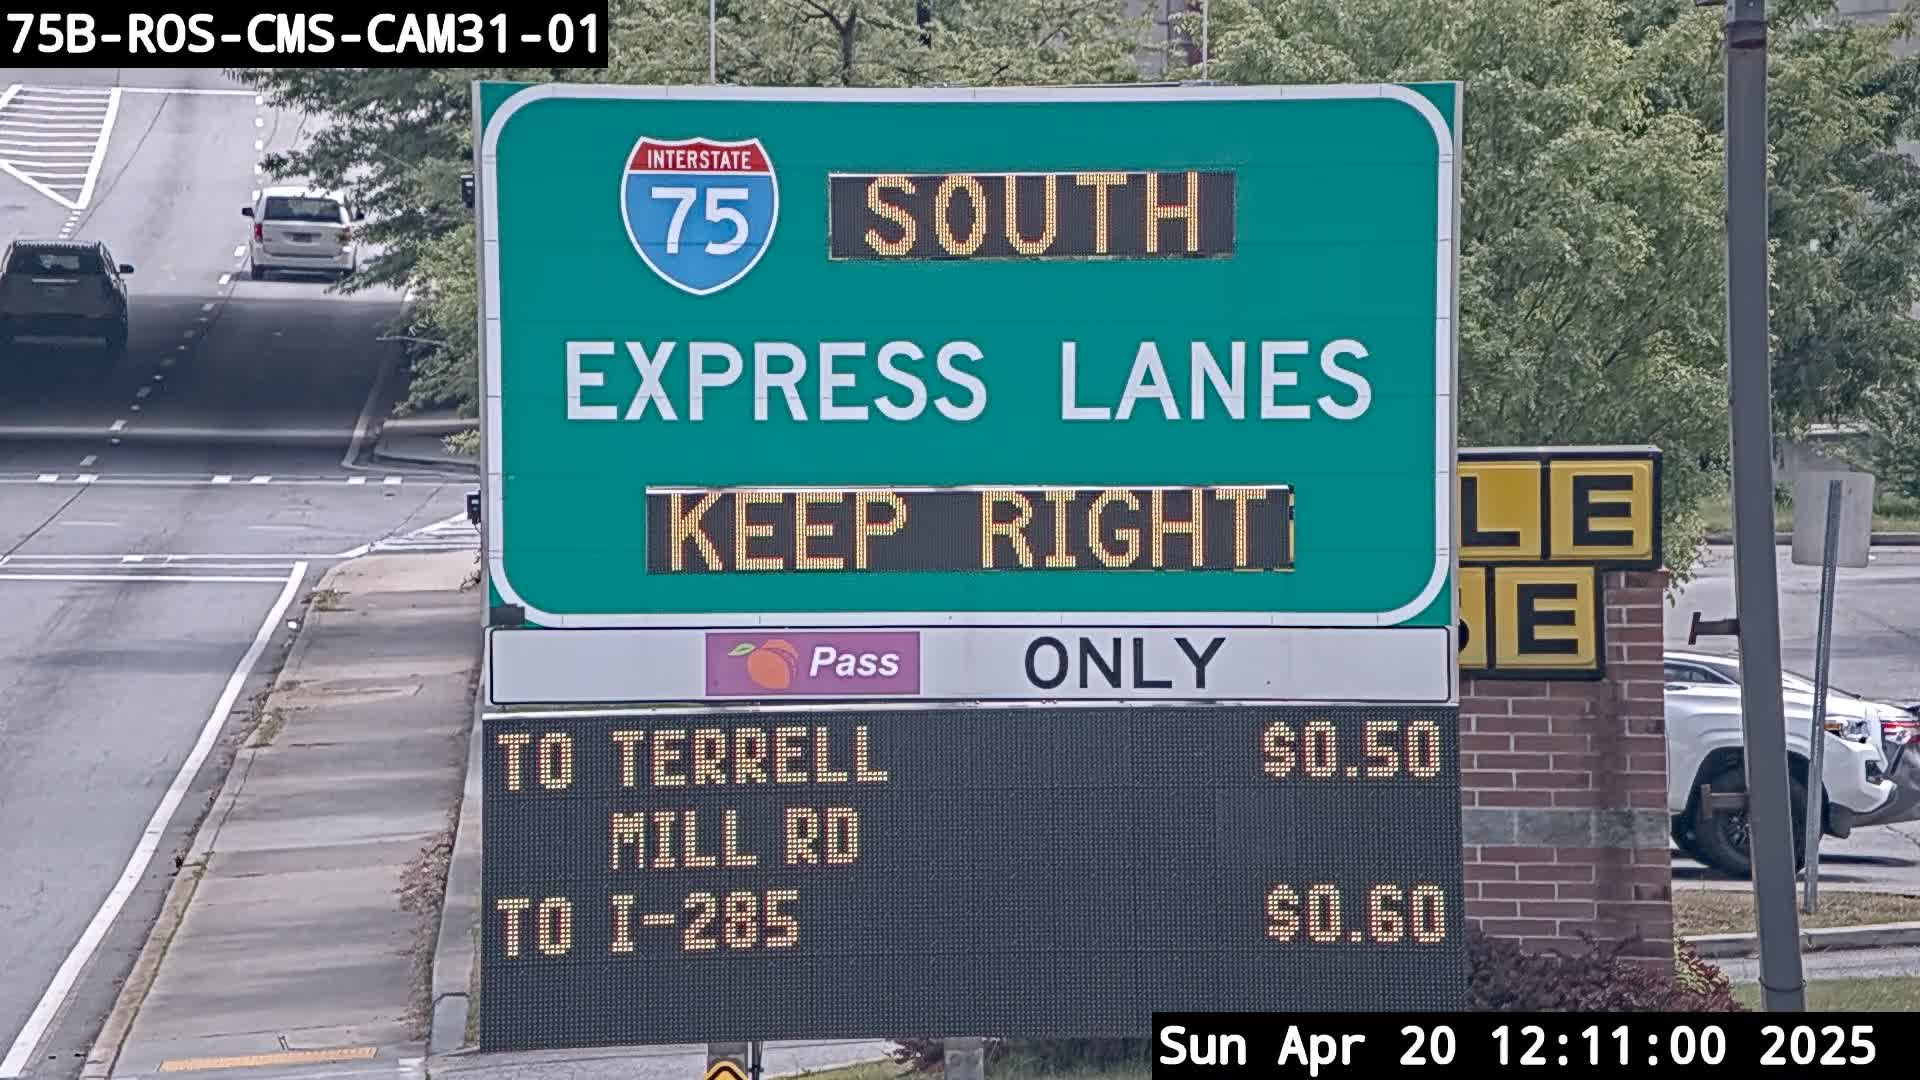 75B-ROS-CMS-CAM31-01
INTERSTATE
75
SOUTH
EXPRESS LANES
KEEP RIGHT
Pass ONLY
TO TERRELL $0.50
MILL RD
TO I-285 $0.60
LE
E
Sun Apr 20 12:11:00 2025